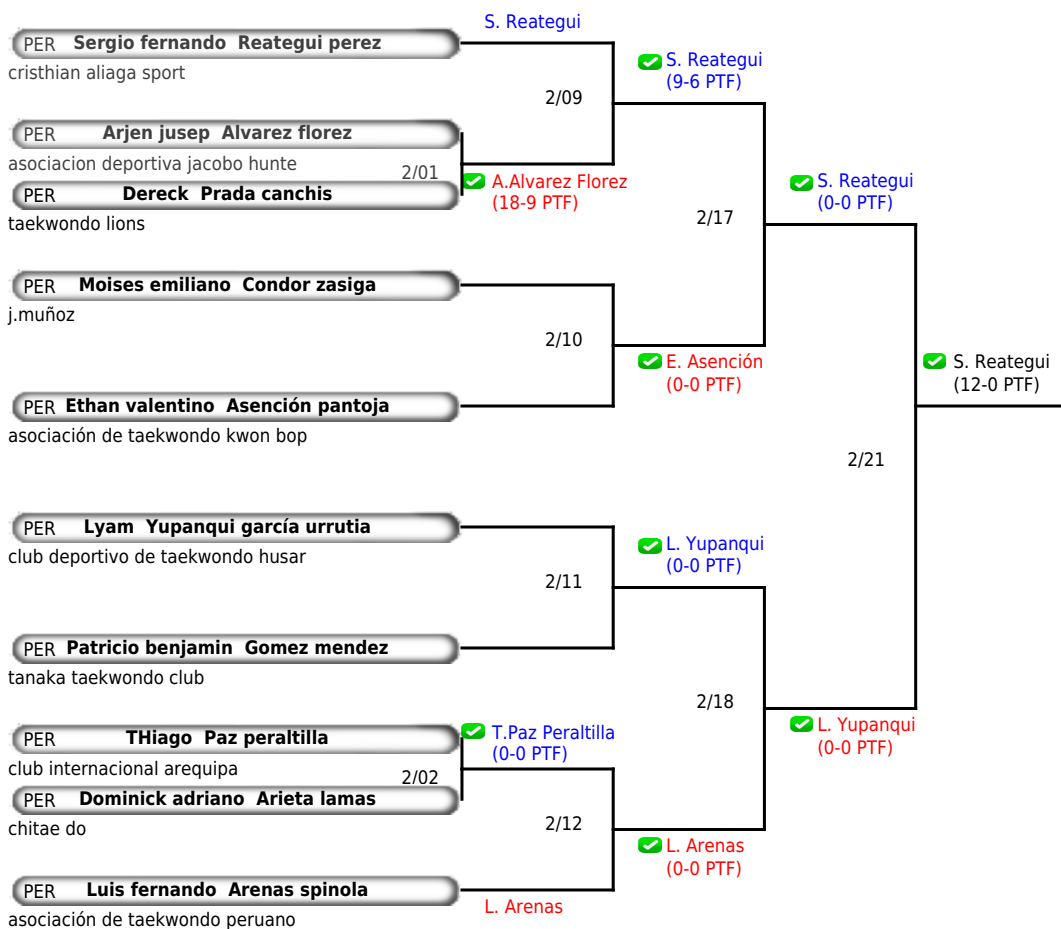 S. Reategui
PER Sergio fernando Reategui perez
cristhian aliaga sport
S. Reategui
(9-6 PTF)
2/09
PER Arjen jusep Alvarez florez
asociacion deportiva jacobo hunte
2/01
A.Alvarez Florez
(18-9 PTF)
PER Dereck Prada canchis
taekwondo lions
S. Reategui
(0-0 PTF)
2/17
PER Moises emiliano Condor zasiga
j.muñoz
2/10
E. Asención
(0-0 PTF)
S. Reategui
(12-0 PTF)
PER Ethan valentino Asención pantoja
asociación de taekwondo kwon bop
2/21
PER Lyam Yupanqui garcía urrutia
club deportivo de taekwondo husar
L. Yupanqui
(0-0 PTF)
2/11
PER Patricio benjamin Gomez mendez
tanaka taekwondo club
2/18
PER THiago Paz peraltilla
club internacional arequipa
T.Paz Peraltilla
(0-0 PTF)
L. Yupanqui
(0-0 PTF)
2/02
PER Dominick adriano Arieta lamas
chitae do
2/12
L. Arenas
(0-0 PTF)
PER Luis fernando Arenas spinola
asociación de taekwondo peruano
L. Arenas